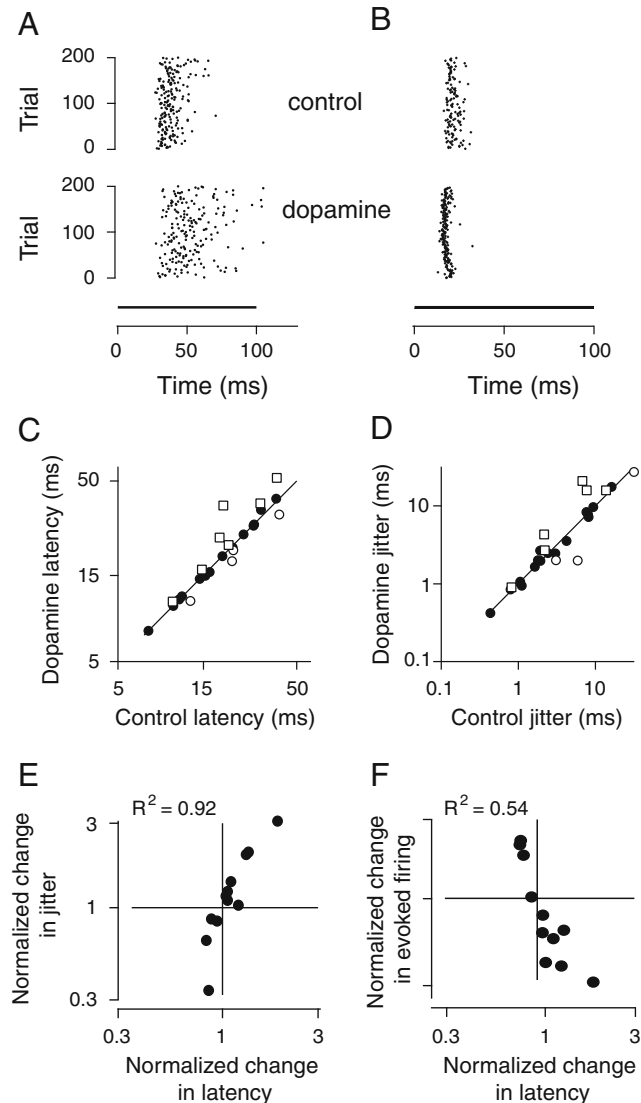 A
B
200
Trial
100
0
control
200
Trial
100
0
dopamine
0 50 100
Time (ms)
0 50 100
Time (ms)
C
D
Dopamine latency (ms)
50
15
5
5 15 50
Control latency (ms)
Dopamine jitter (ms)
10
1
0.1
0.1 1 10
Control jitter (ms)
E
F
R² = 0.92
Normalized change
in jitter
3
1
0.3
0.3 1 3
Normalized change
in latency
R² = 0.54
Normalized change
in evoked firing
0.3 1 3
Normalized change
in latency